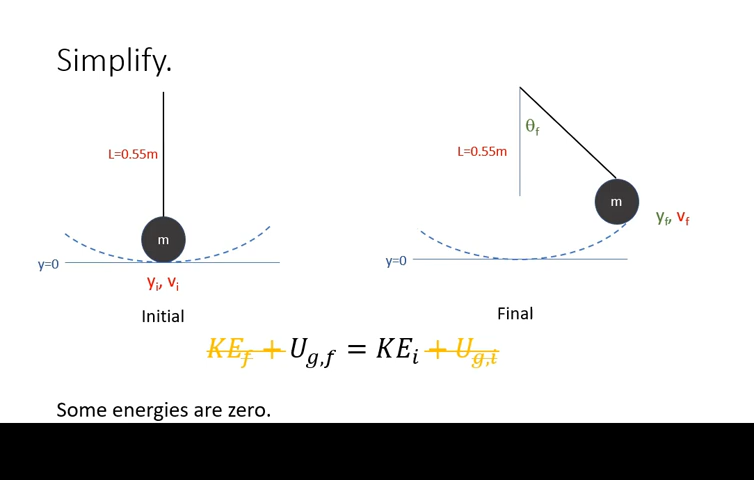 Simplify.
L=0.55m
m
y=0
yᵢ, vᵢ
Initial
θf
L=0.55m
m
yf, vf
y=0
Final
KEf + Ug,f = KEi + Ug,i
Some energies are zero.